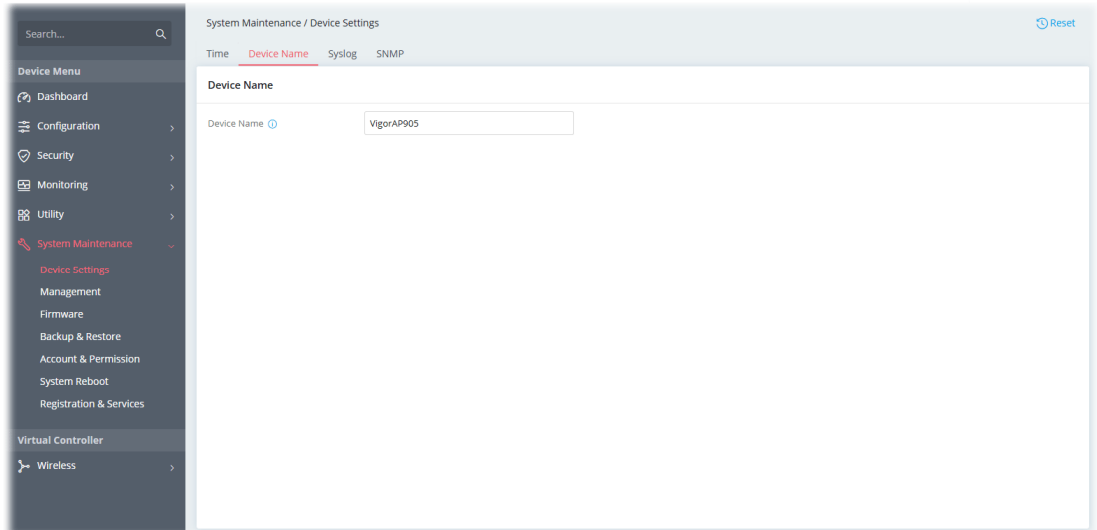 Search...
Device Menu
Dashboard
Configuration
Security
Monitoring
Utility
System Maintenance
Device Settings
Management
Firmware
Backup & Restore
Account & Permission
System Reboot
Registration & Services
Virtual Controller
Wireless
System Maintenance / Device Settings
Reset
Time Device Name Syslog SNMP
Device Name
Device Name VigorAP905